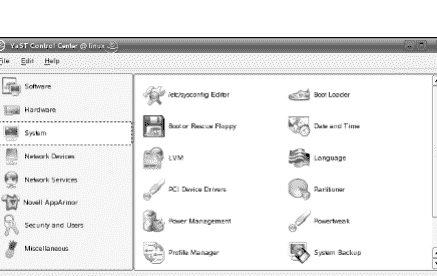 YaST Control Center @ linux
File Edit Help
Software
Hardware
System
Network Devices
Network Services
Novell AppArmor
Security and Users
Miscellaneous
/etc/sysconfig Editor
Boot Loader
Boot or Rescue Floppy
Date and Time
LVM
Language
PCI Device Drivers
Partitioner
Power Management
Powertweak
Profile Manager
System Backup